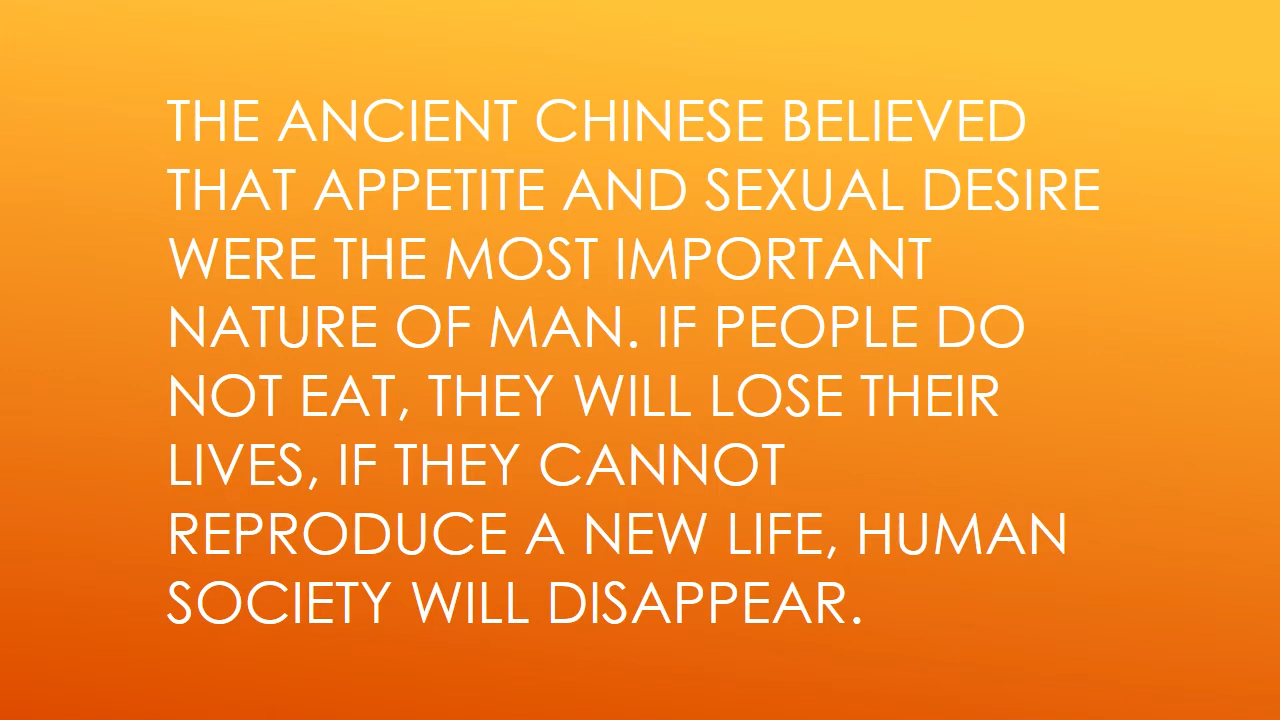 THE ANCIENT CHINESE BELIEVED
THAT APPETITE AND SEXUAL DESIRE
WERE THE MOST IMPORTANT
NATURE OF MAN. IF PEOPLE DO
NOT EAT, THEY WILL LOSE THEIR
LIVES, IF THEY CANNOT
REPRODUCE A NEW LIFE, HUMAN
SOCIETY WILL DISAPPEAR.